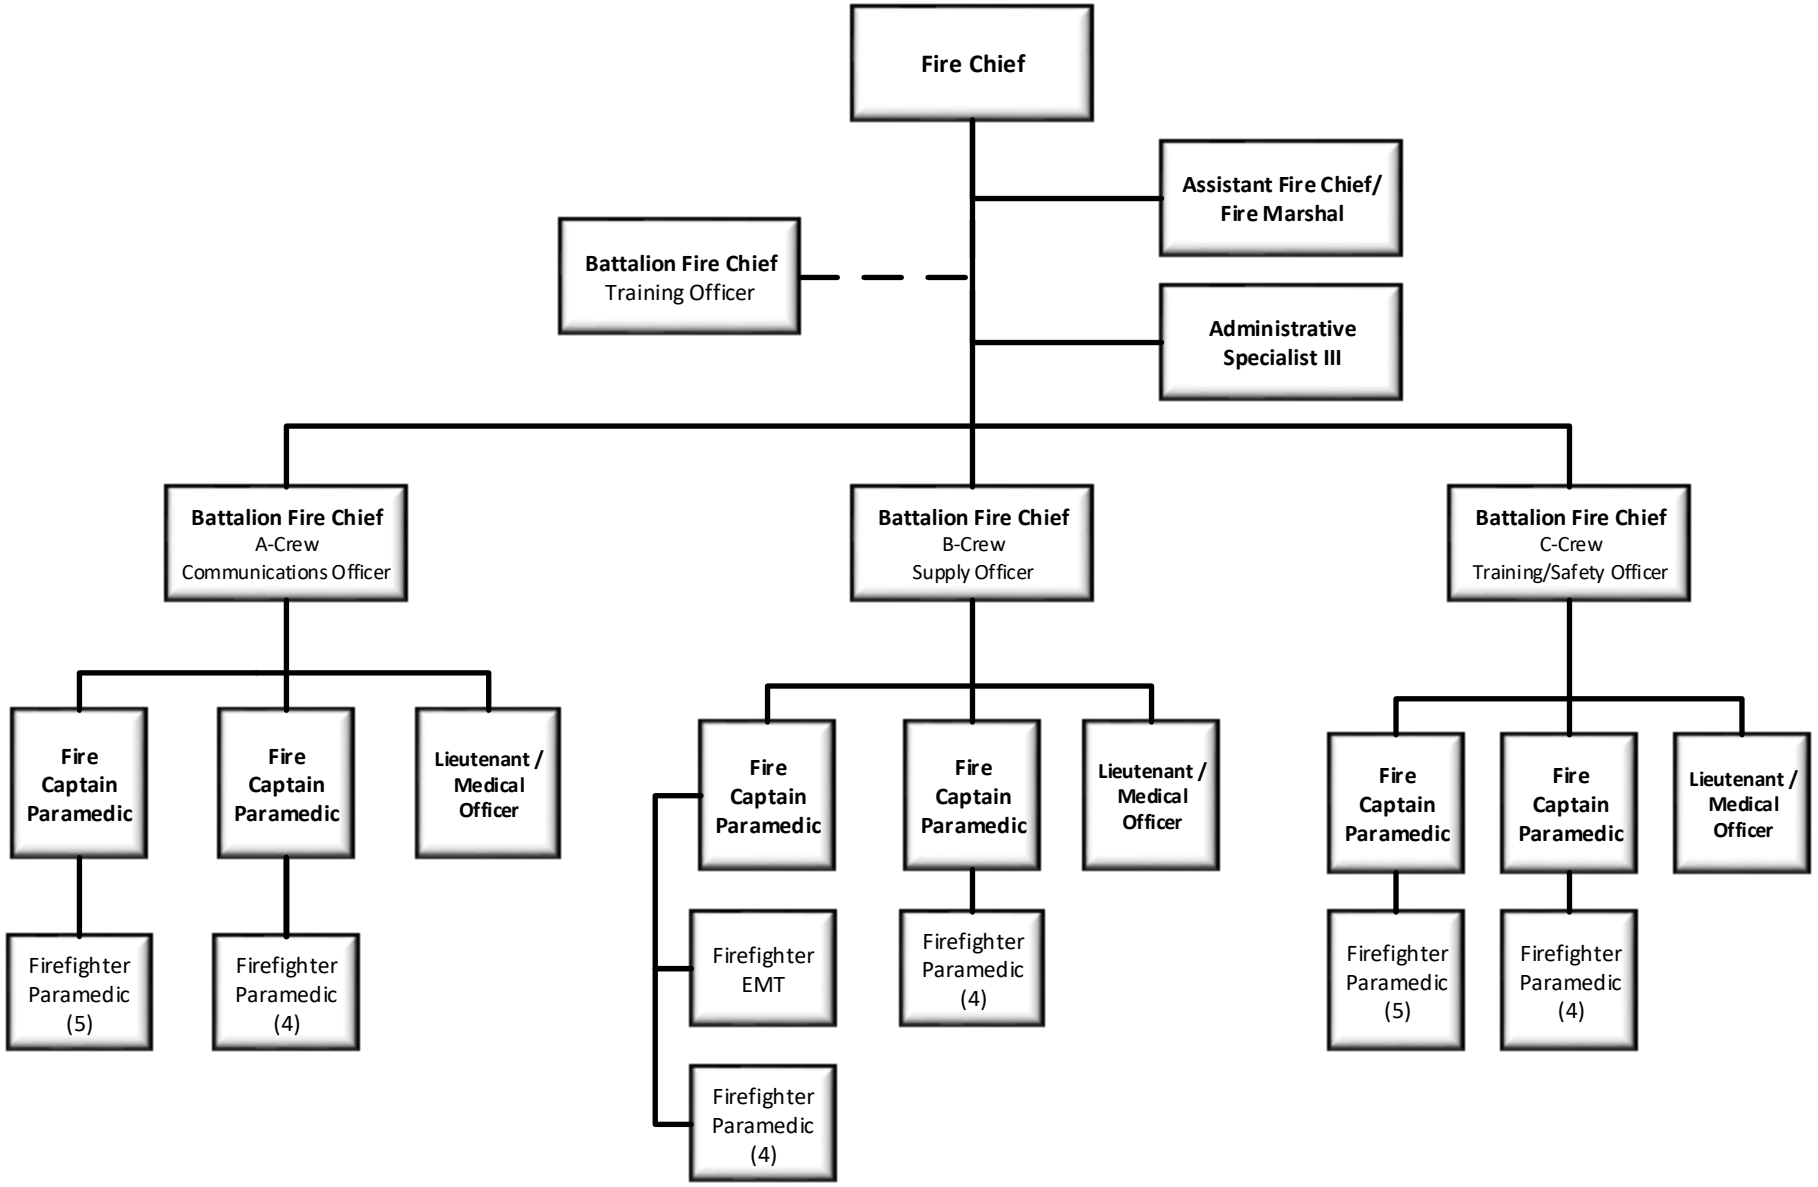 Fire Chief
Assistant Fire Chief/
Fire Marshal
Battalion Fire Chief
Training Officer
Administrative
Specialist III
Battalion Fire Chief
A-Crew
Communications Officer
Battalion Fire Chief
B-Crew
Supply Officer
Battalion Fire Chief
C-Crew
Training/Safety Officer
Fire
Captain
Paramedic
Fire
Captain
Paramedic
Lieutenant /
Medical
Officer
Fire
Captain
Paramedic
Fire
Captain
Paramedic
Lieutenant /
Medical
Officer
Fire
Captain
Paramedic
Fire
Captain
Paramedic
Lieutenant /
Medical
Officer
Firefighter
Paramedic
(5)
Firefighter
Paramedic
(4)
Firefighter
EMT
Firefighter
Paramedic
(4)
Firefighter
Paramedic
(4)
Firefighter
Paramedic
(5)
Firefighter
Paramedic
(4)